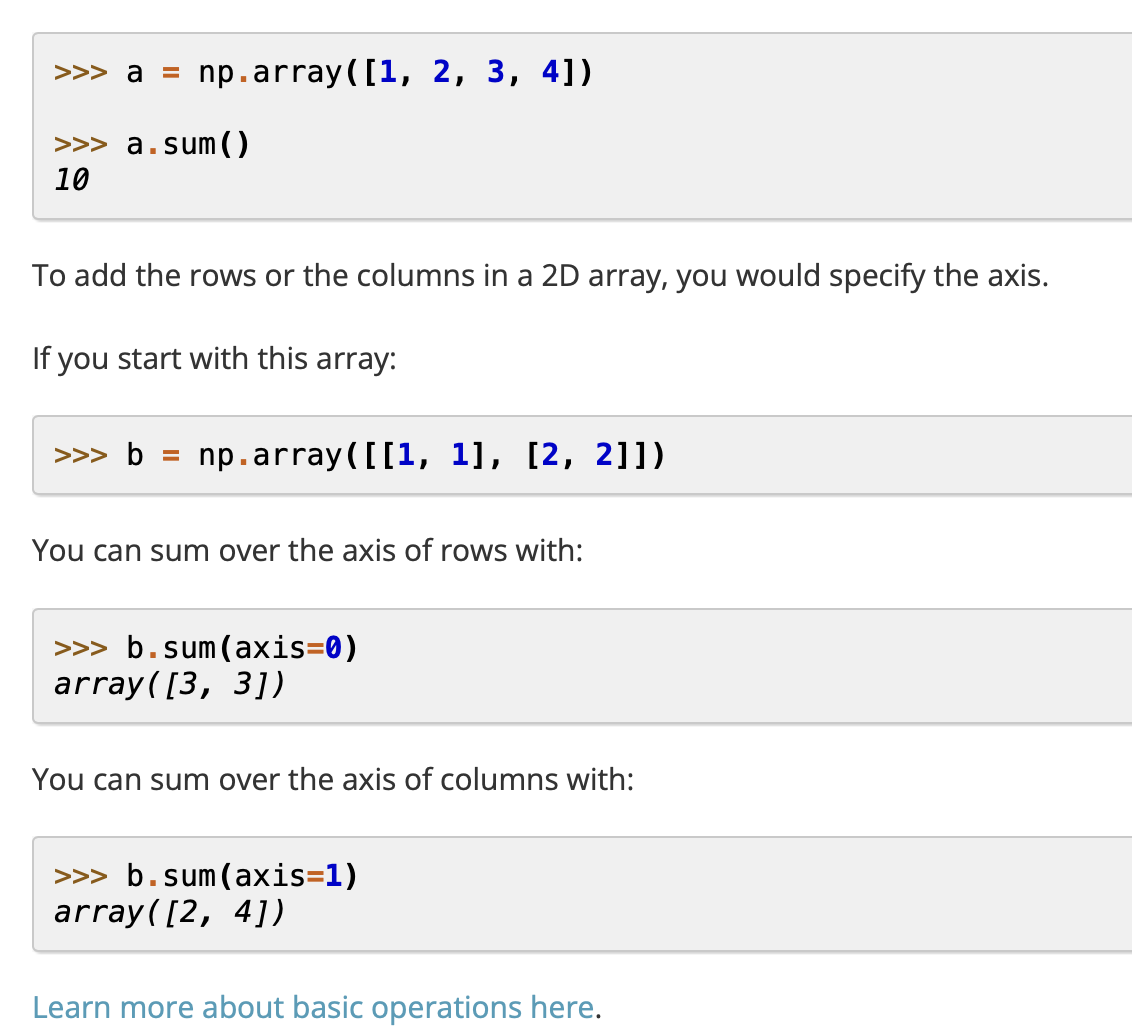 >>> a = np.array([1, 2, 3, 4])
>>> a.sum()
10
To add the rows or the columns in a 2D array, you would specify the axis.
If you start with this array:
>>> b = np.array([[1, 1], [2, 2]])
You can sum over the axis of rows with:
>>> b.sum(axis=0)
array([3, 3])
You can sum over the axis of columns with:
>>> b.sum(axis=1)
array([2, 4])
Learn more about basic operations here.